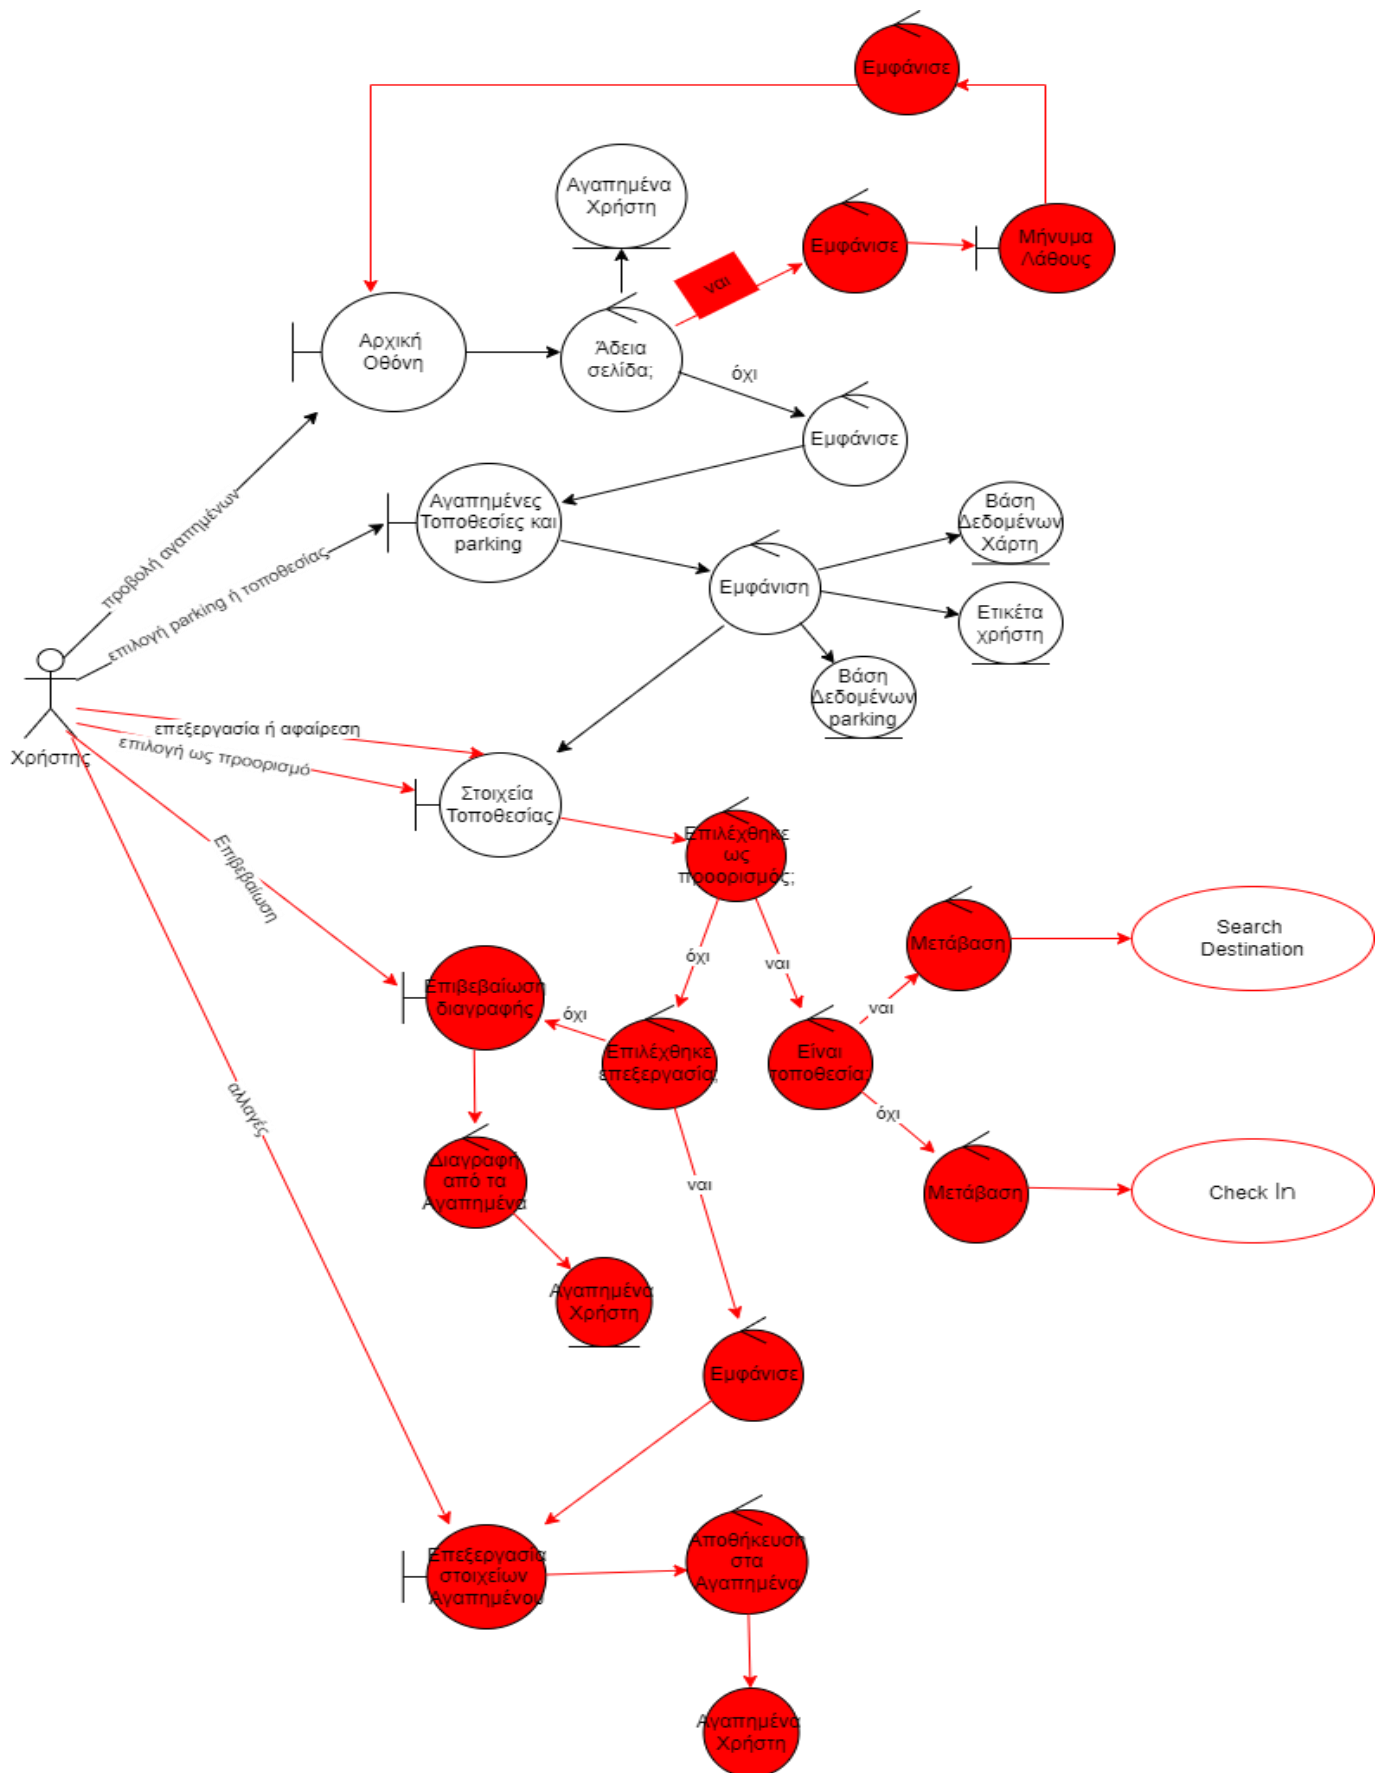 Εμφάνισε
Αγαπημένα
Χρήστη
Εμφάνισε
Μήνυμα
Λάθους
ναι
Αρχική
Οθόνη
Άδεια
σελίδα;
όχι
Εμφάνισε
προβολή αγαπημένων
Αγαπημένες
Τοποθεσίες και
parking
Βάση
Δεδομένων
Χάρτη
επιλογή parking ή τοποθεσίας
Εμφάνιση
Ετικέτα
χρήστη
Βάση
Δεδομένων
parking
Χρήστης
επεξεργασία ή αφαίρεση
επιλογή ως προορισμό
Στοιχεία
Τοποθεσίας
Επιλέχθηκε
ως
προορισμός;
Επιβεβαίωση
Μετάβαση
Search
Destination
όχι
ναι
Επιβεβαίωση
διαγραφής
όχι
ναι
Επιλέχθηκε
επεξεργασία;
Είναι
τοποθεσία;
αλλαγές
όχι
Διαγραφή
από τα
Αγαπημένα
ναι
Μετάβαση
Check In
Αγαπημένα
Χρήστη
Εμφάνισε
Επεξεργασία
στοιχείων
Αγαπημένου
Αποθήκευση
στα
Αγαπημένα
Αγαπημένα
Χρήστη